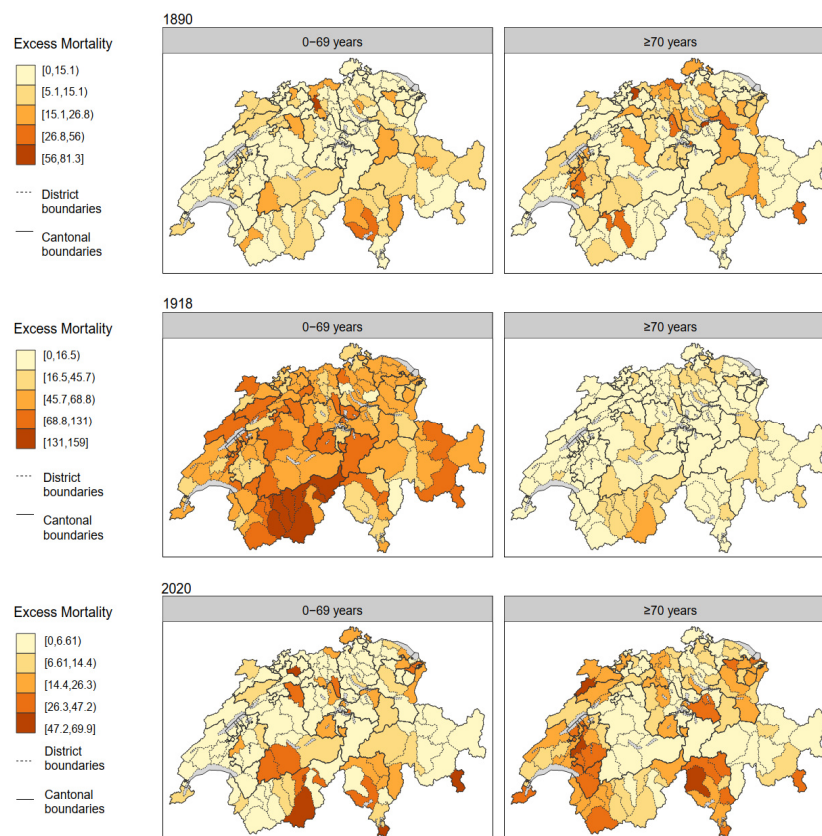 1890
Excess Mortality
0−69 years
≥70 years
[0,15.1)
[5.1,15.1)
[15.1,26.8)
[26.8,56)
[56,81.3]
District
boundaries
Cantonal
boundaries
1918
Excess Mortality
0−69 years
≥70 years
[0,16.5)
[16.5,45.7)
[45.7,68.8)
[68.8,131)
[131,159]
District
boundaries
Cantonal
boundaries
2020
Excess Mortality
0−69 years
≥70 years
[0,6.61)
[6.61,14.4)
[14.4,26.3)
[26.3,47.2)
[47.2,69.9]
District
boundaries
Cantonal
boundaries